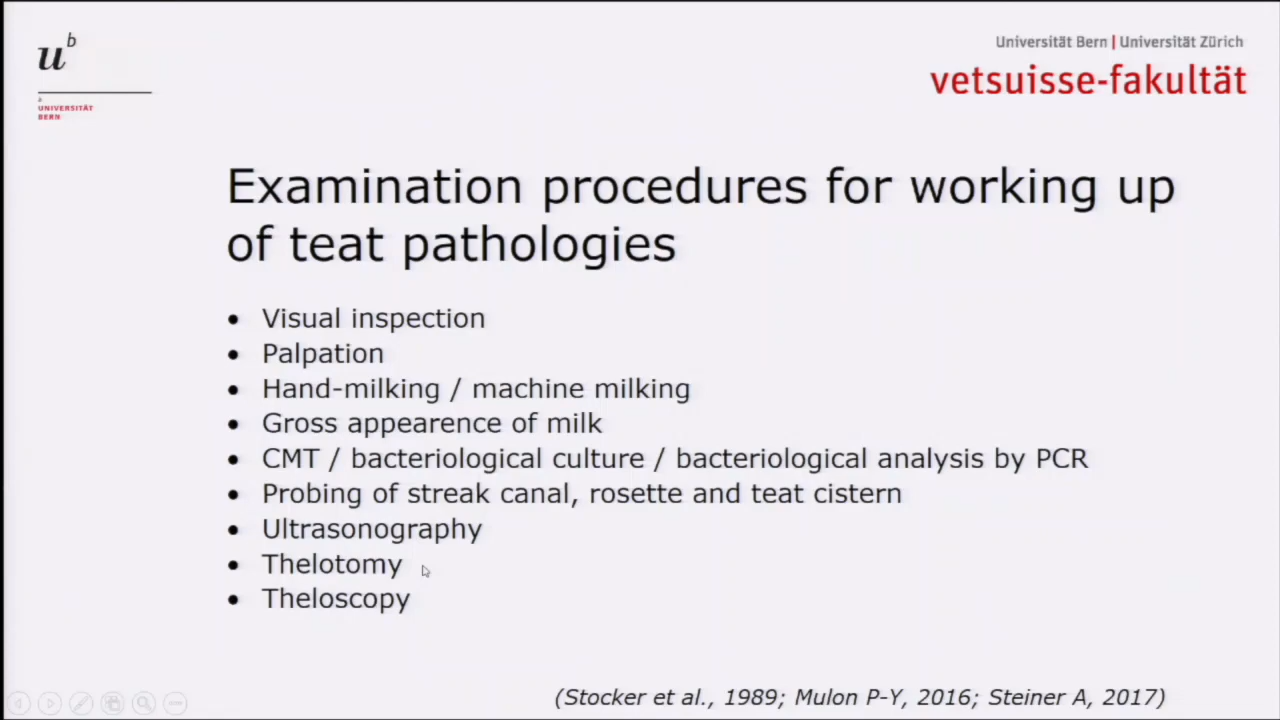 u b
b
UNIVERSITÄT
BERN
Universität Bern | Universität Zürich
vetsuisse-fakultät
Examination procedures for working up
of teat pathologies
• Visual inspection
• Palpation
• Hand-milking / machine milking
• Gross appearence of milk
• CMT / bacteriological culture / bacteriological analysis by PCR
• Probing of streak canal, rosette and teat cistern
• Ultrasonography
• Thelotomy
• Theloscopy
(Stocker et al., 1989; Mulon P-Y, 2016; Steiner A, 2017)